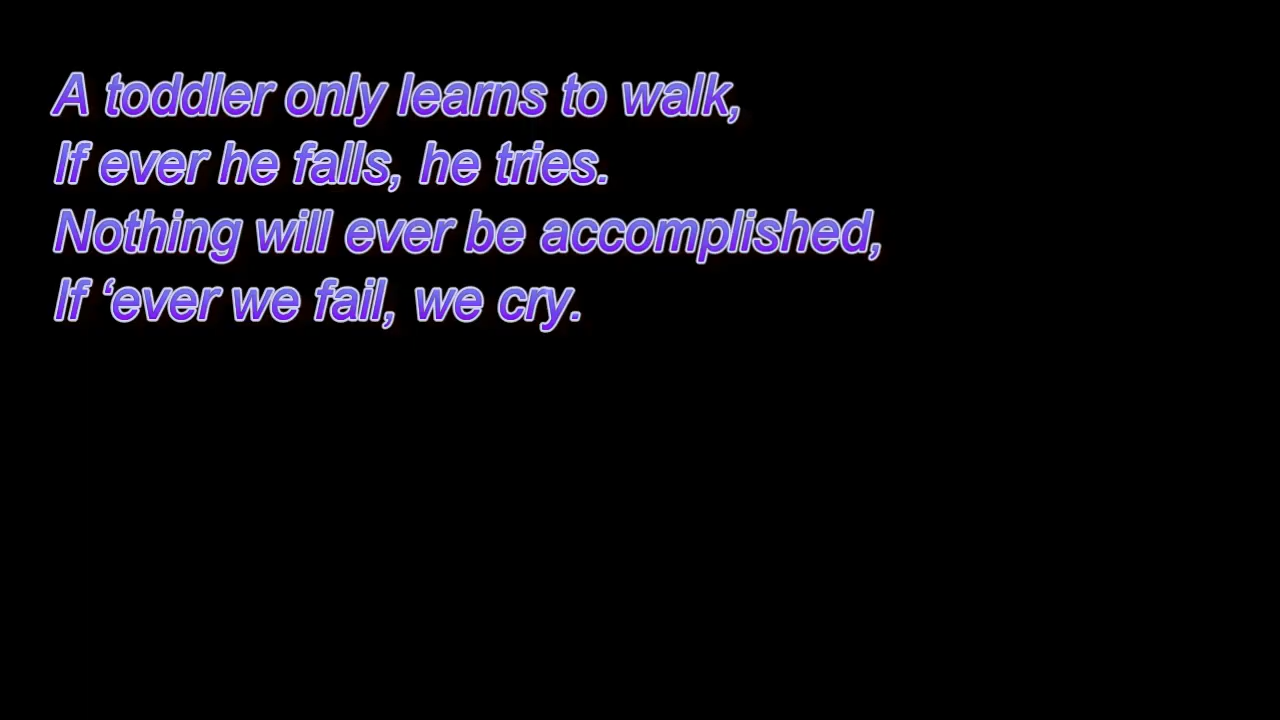 A toddler only learns to walk,
If ever he falls, he tries.
Nothing will ever be accomplished,
If ‘ever we fail, we cry.